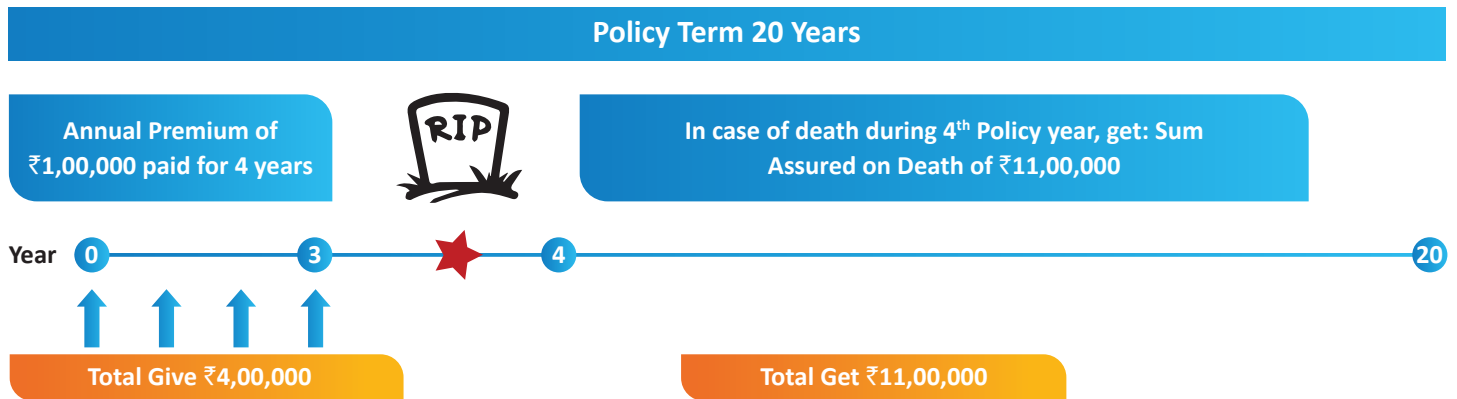 Policy Term 20 Years
Annual Premium of
₹1,00,000 paid for 4 years
RIP
In case of death during 4th Policy year, get: Sum
Assured on Death of ₹11,00,000
Year 0 3 4 20
Total Give ₹4,00,000
Total Get ₹11,00,000